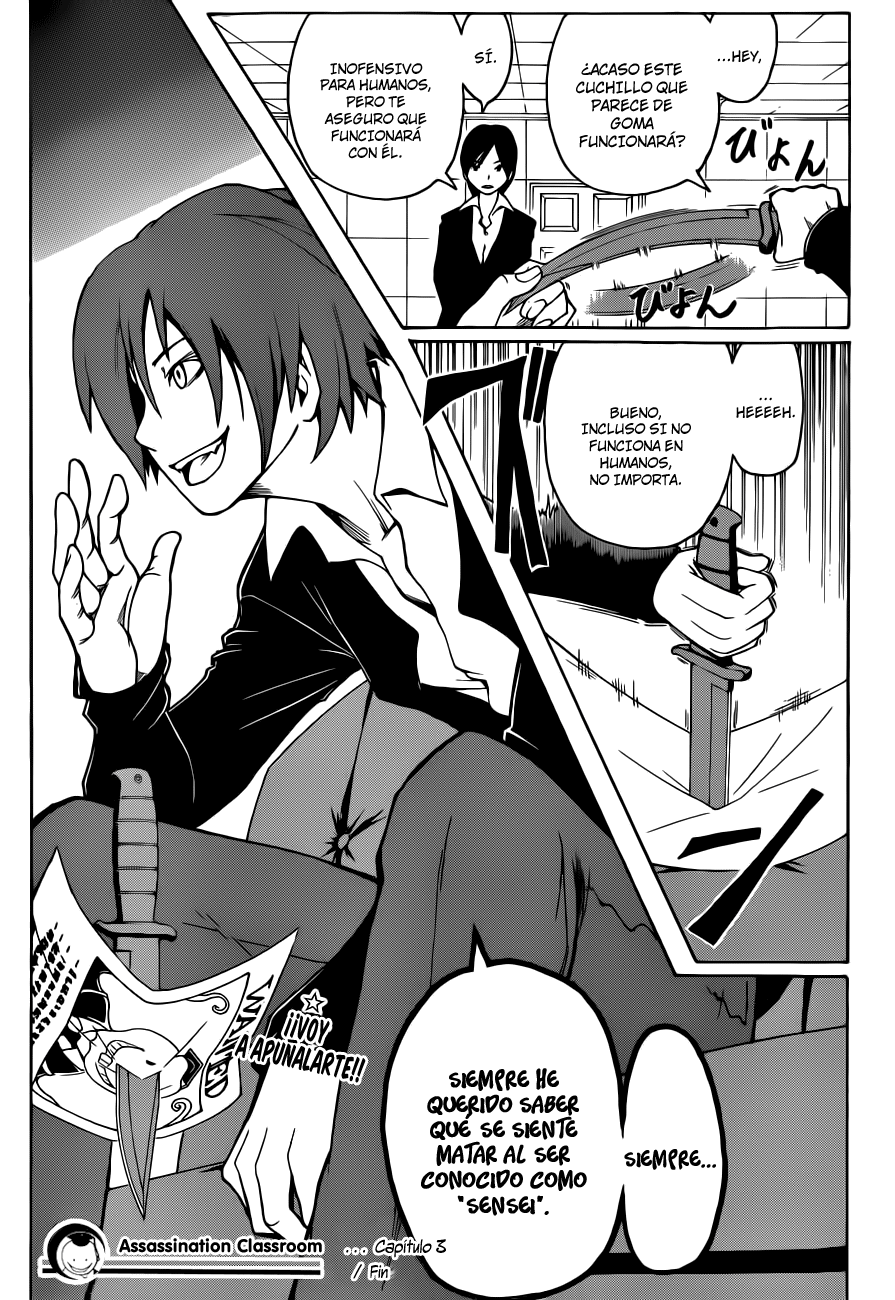 ...HEY,
¿ACASO ESTE
CUCHILLO QUE
PARECE DE
GOMA
FUNCIONARÁ?
びよん
びよん
SÍ.
INOFENSIVO
PARA HUMANOS,
PERO TE
ASEGURO QUE
FUNCIONARÁ
CON ÉL.
...
HEEEEH.
BUENO,
INCLUSO SI NO
FUNCIONA EN
HUMANOS,
NO IMPORTA.
SIEMPRE...
SIEMPRE HE
QUERIDO SABER
QUÉ SE SIENTE
MATAR AL SER
CONOCIDO COMO
"SENSEI".
WANTED
¡¡VOY
A APUÑALARTE!!
Assassination Classroom ... Capítulo 3
/ Fin